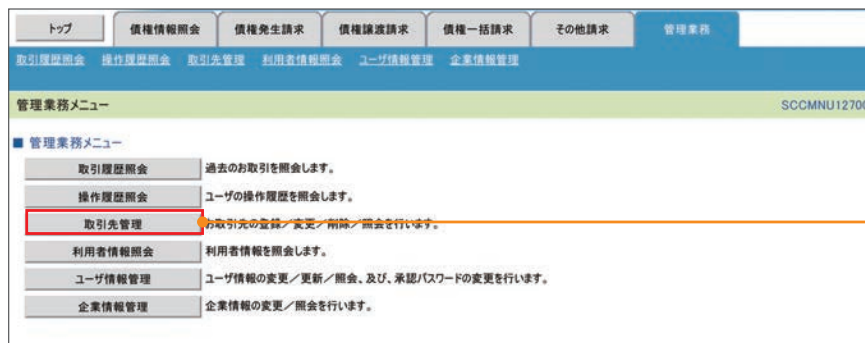 トップ 債権情報照会 債権発生請求 債権譲渡請求 債権一括請求 その他請求 管理業務
取引履歴照会 操作履歴照会 取引先管理 利用者情報照会 ユーザ情報管理 企業情報管理
管理業務メニュー SCCMNU12700
■ 管理業務メニュー
取引履歴照会 過去のお取引を照会します。
操作履歴照会 ユーザの操作履歴を照会します。
取引先管理 お取引先の登録／変更／削除／照会を行います。
利用者情報照会 利用者情報を照会します。
ユーザ情報管理 ユーザ情報の変更／更新／照会、及び、承認パスワードの変更を行います。
企業情報管理 企業情報の変更／照会を行います。